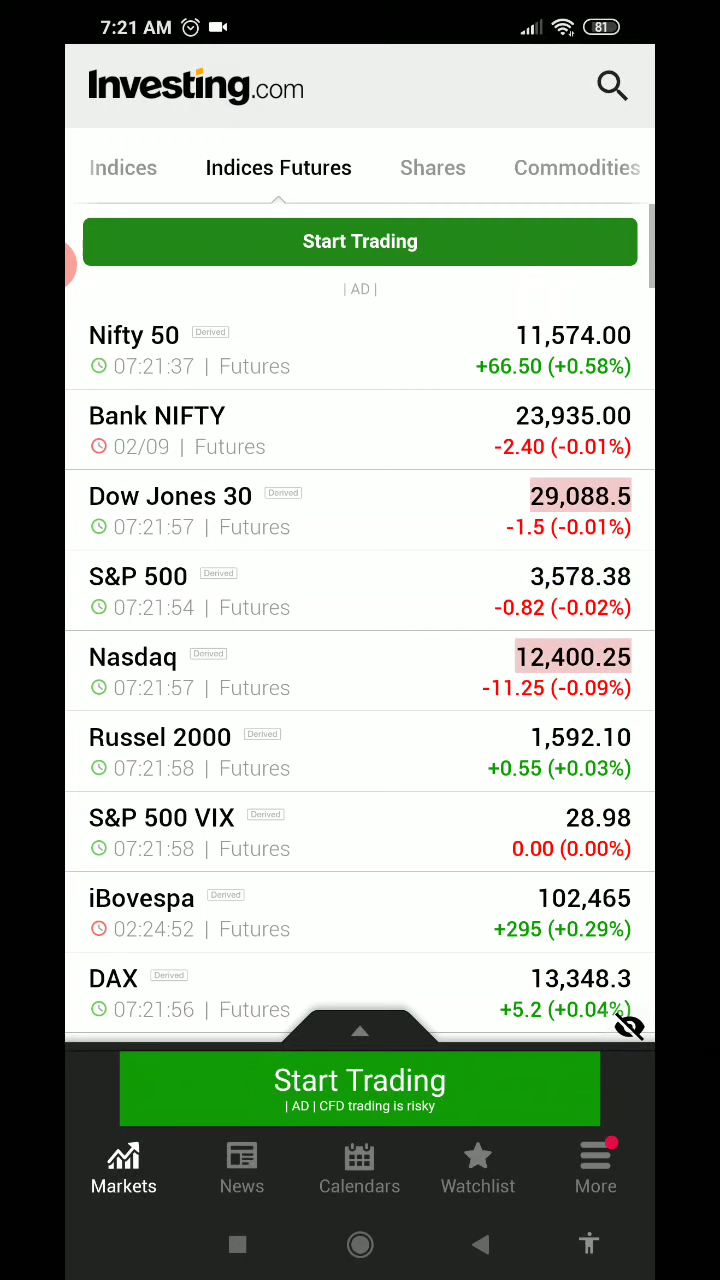 7:21 AM 81
Investing.com
Indices Indices Futures Shares Commodities
Start Trading
| AD |
Nifty 50 Derived 11,574.00
07:21:37 | Futures +66.50 (+0.58%)
Bank NIFTY 23,935.00
02/09 | Futures -2.40 (-0.01%)
Dow Jones 30 Derived 29,088.5
07:21:57 | Futures -1.5 (-0.01%)
S&P 500 Derived 3,578.38
07:21:54 | Futures -0.82 (-0.02%)
Nasdaq Derived 12,400.25
07:21:57 | Futures -11.25 (-0.09%)
Russel 2000 Derived 1,592.10
07:21:58 | Futures +0.55 (+0.03%)
S&P 500 VIX Derived 28.98
07:21:58 | Futures 0.00 (0.00%)
iBovespa Derived 102,465
02:24:52 | Futures +295 (+0.29%)
DAX Derived 13,348.3
07:21:56 | Futures +5.2 (+0.04%)
Start Trading
| AD | CFD trading is risky
Markets News Calendars Watchlist More